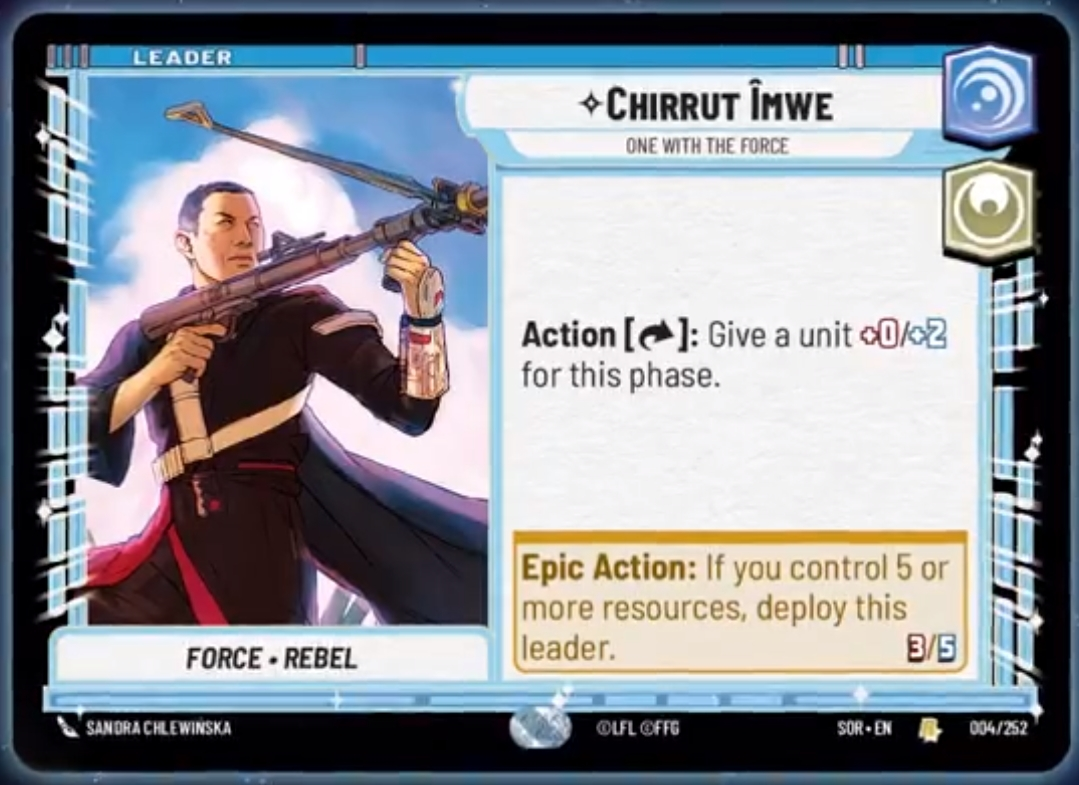 LEADER
✧CHIRRUT ÎMWE
ONE WITH THE FORCE
Action [↷]: Give a unit +0/+2
for this phase.
Epic Action: If you control 5 or
more resources, deploy this
leader.
3/5
FORCE • REBEL
SANDRA CHLEWIŃSKA
©LFL ©FFG
SOR • EN
004/252